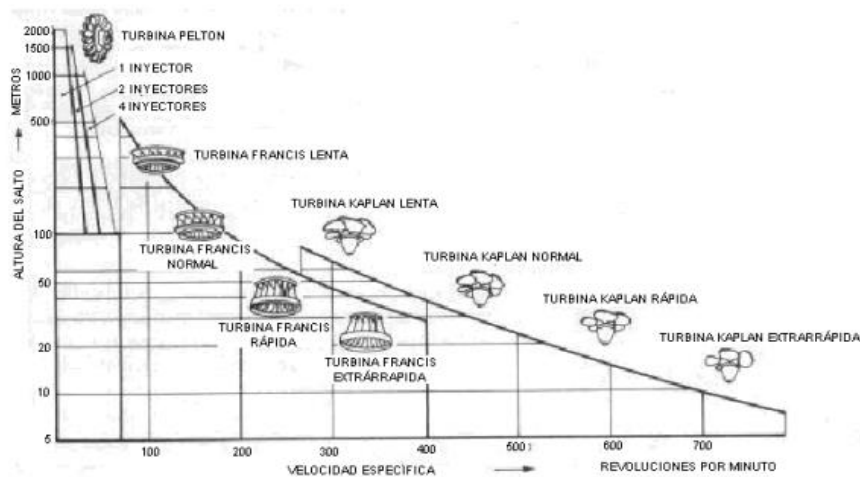 2000
1500
1000
500
100
50
20
10
5
ALTURA DEL SALTO → METROS
TURBINA PELTON
1 INYECTOR
2 INYECTORES
4 INYECTORES
TURBINA FRANCIS LENTA
TURBINA FRANCIS
NORMAL
TURBINA FRANCIS
RÁPIDA
TURBINA FRANCIS
EXTRÁRRAPIDA
TURBINA KAPLAN LENTA
TURBINA KAPLAN NORMAL
TURBINA KAPLAN RÁPIDA
TURBINA KAPLAN EXTRARRÁPIDA
100 200 300 400 500 600 700
VELOCIDAD ESPECÍFICA → REVOLUCIONES POR MINUTO